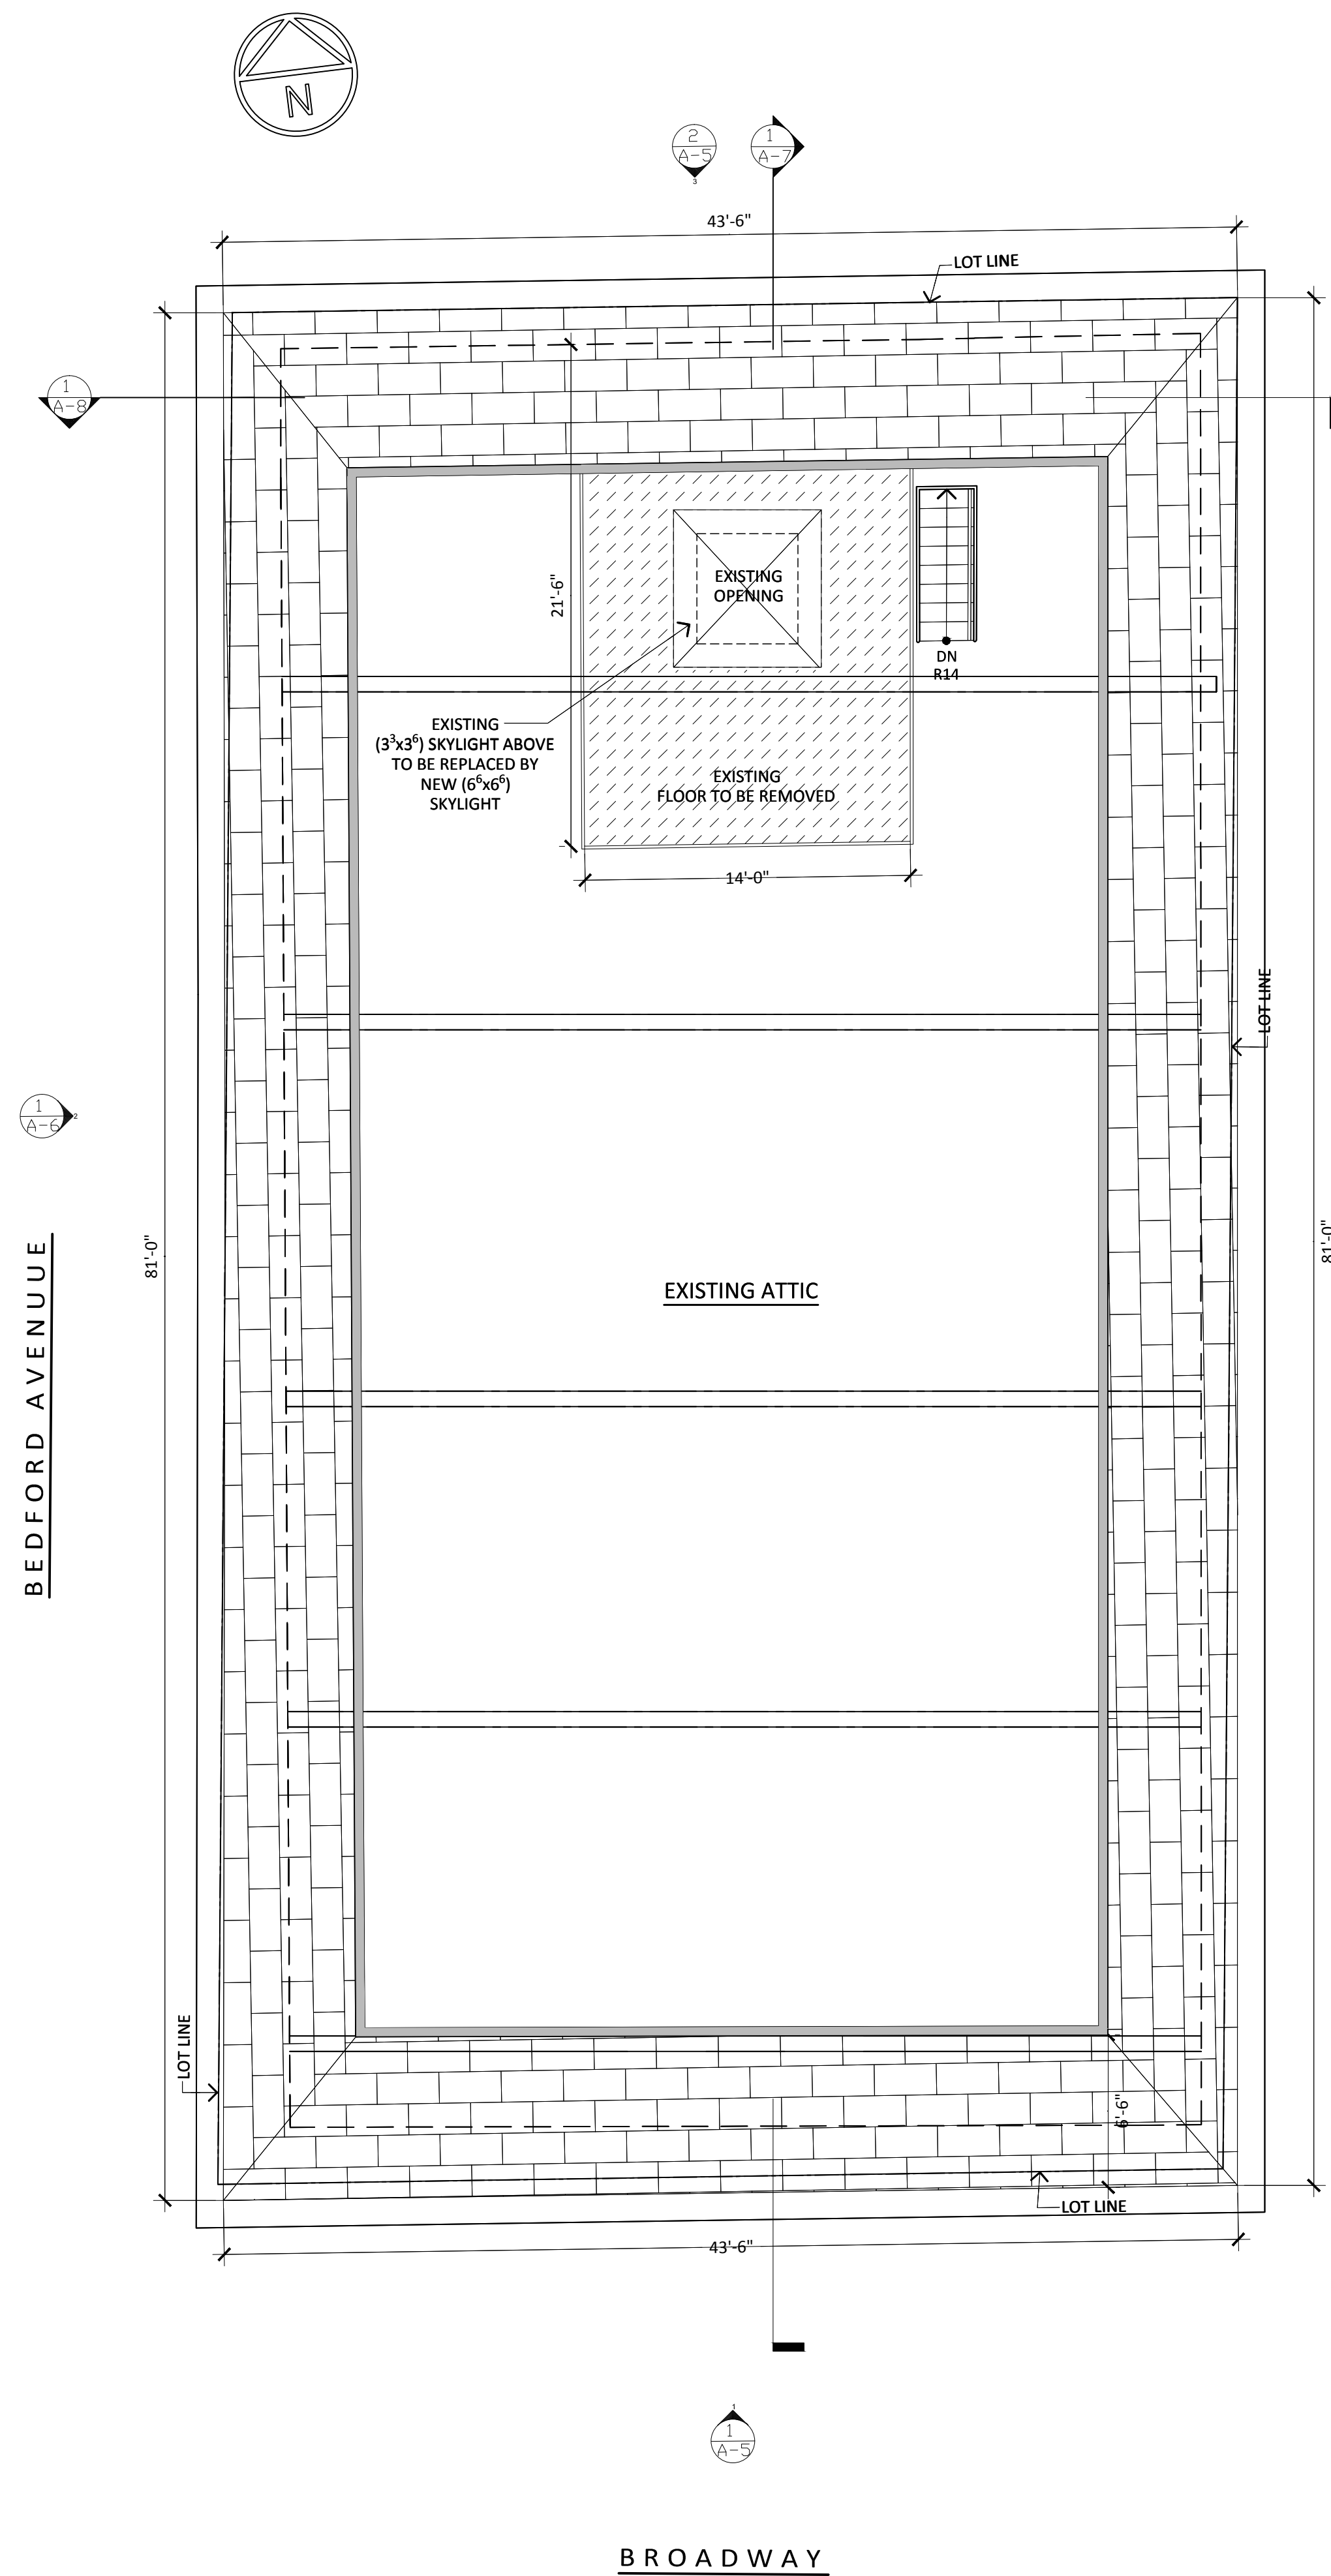 N
2
A-5
3
1
A-7
43'-6"
LOT LINE
1
A-8
EXISTING
OPENING
21'-6"
DN
R14
EXISTING
(3³x3⁶) SKYLIGHT ABOVE
TO BE REPLACED BY
NEW (6⁶x6⁶)
SKYLIGHT
EXISTING
FLOOR TO BE REMOVED
14'-0"
LOT LINE
1
A-6
2
81'-0"
81'-0"
BEDFORD AVENUUE
EXISTING ATTIC
LOT LINE
6'-6"
LOT LINE
43'-6"
1
1
A-5
BROADWAY